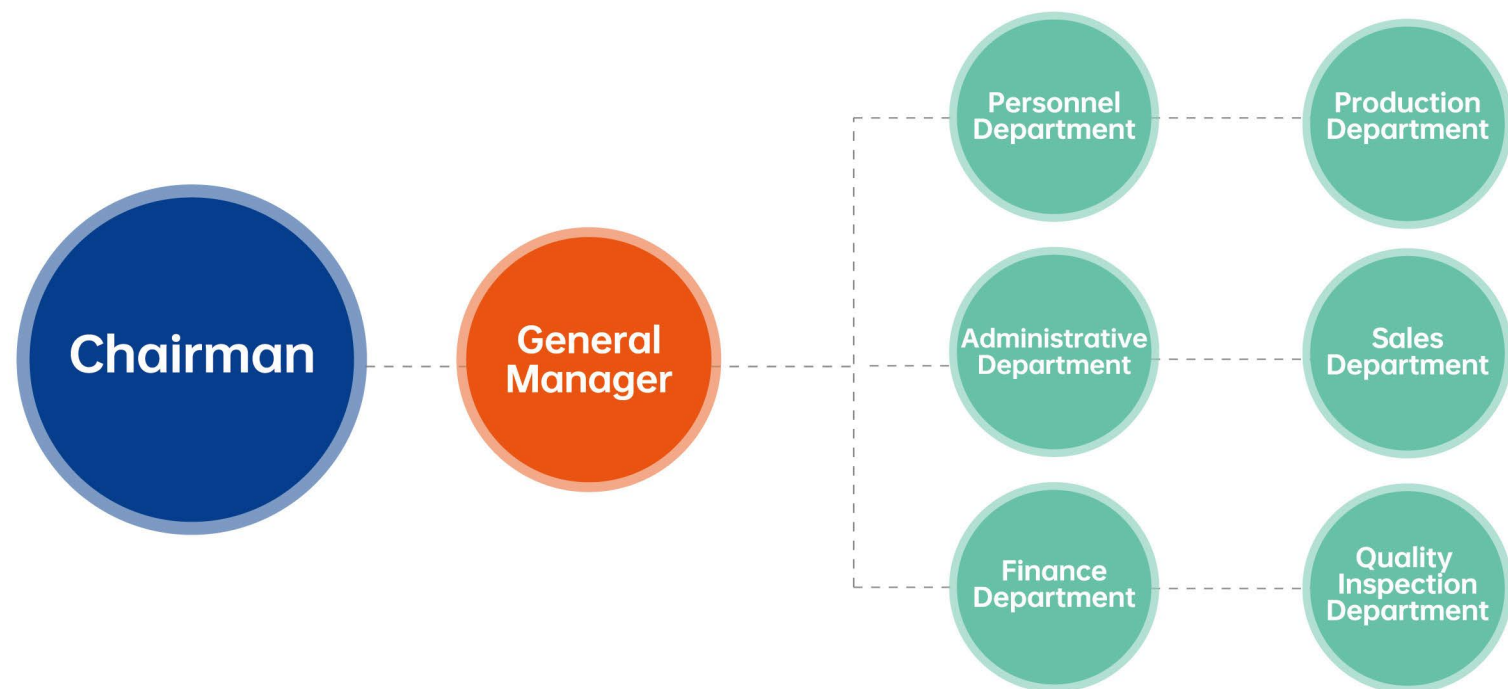 Chairman
General
Manager
Personnel
Department
Production
Department
Administrative
Department
Sales
Department
Finance
Department
Quality
Inspection
Department